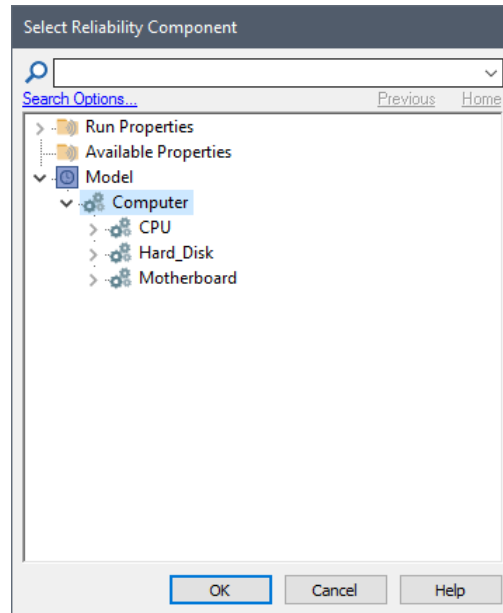 Select Reliability Component
Search Options...
Previous Home
Run Properties
Available Properties
Model
Computer
CPU
Hard_Disk
Motherboard
OK Cancel Help